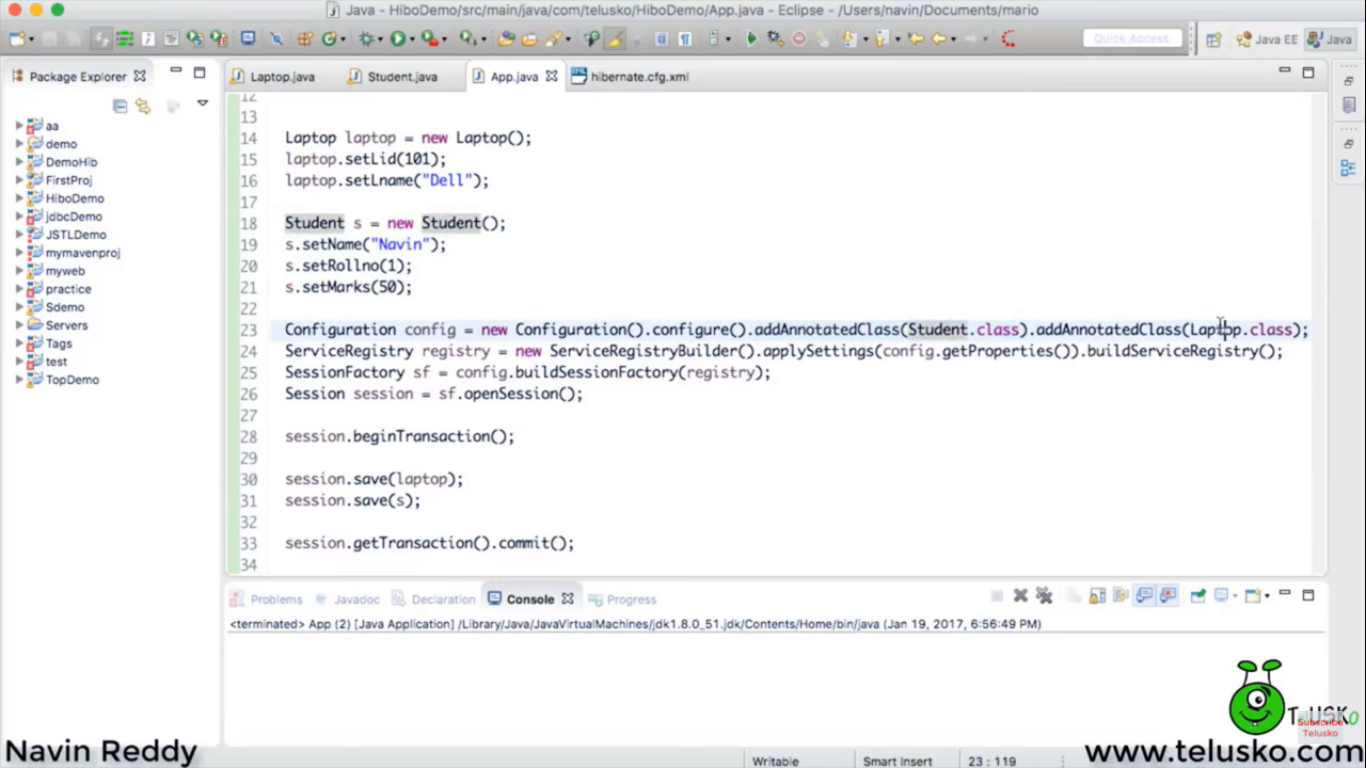 Java - HiboDemo/src/main/java/com/telusko/HiboDemo/App.java - Eclipse - /Users/navin/Documents/mario
Quick Access
Java EE
Java
Package Explorer
Laptop.java
Student.java
App.java
hibernate.cfg.xml
aa
demo
DemoHib
FirstProj
HiboDemo
jdbcDemo
JSTLDemo
mymavenproj
myweb
practice
Sdemo
Servers
Tags
test
TopDemo
12
13
14 Laptop laptop = new Laptop();
15 laptop.setLid(101);
16 laptop.setLname("Dell");
17
18 Student s = new Student();
19 s.setName("Navin");
20 s.setRollno(1);
21 s.setMarks(50);
22
23 Configuration config = new Configuration().configure().addAnnotatedClass(Student.class).addAnnotatedClass(Laptop.class);
24 ServiceRegistry registry = new ServiceRegistryBuilder().applySettings(config.getProperties()).buildServiceRegistry();
25 SessionFactory sf = config.buildSessionFactory(registry);
26 Session session = sf.openSession();
27
28 session.beginTransaction();
29
30 session.save(laptop);
31 session.save(s);
32
33 session.getTransaction().commit();
34
Problems
Javadoc
Declaration
Console
Progress
<terminated> App (2) [Java Application] /Library/Java/JavaVirtualMachines/jdk1.8.0_51.jdk/Contents/Home/bin/java (Jan 19, 2017, 6:56:49 PM)
TELUSKO
Subscribe
Telusko
Navin Reddy
www.telusko.com
Writable
Smart Insert
23 : 119